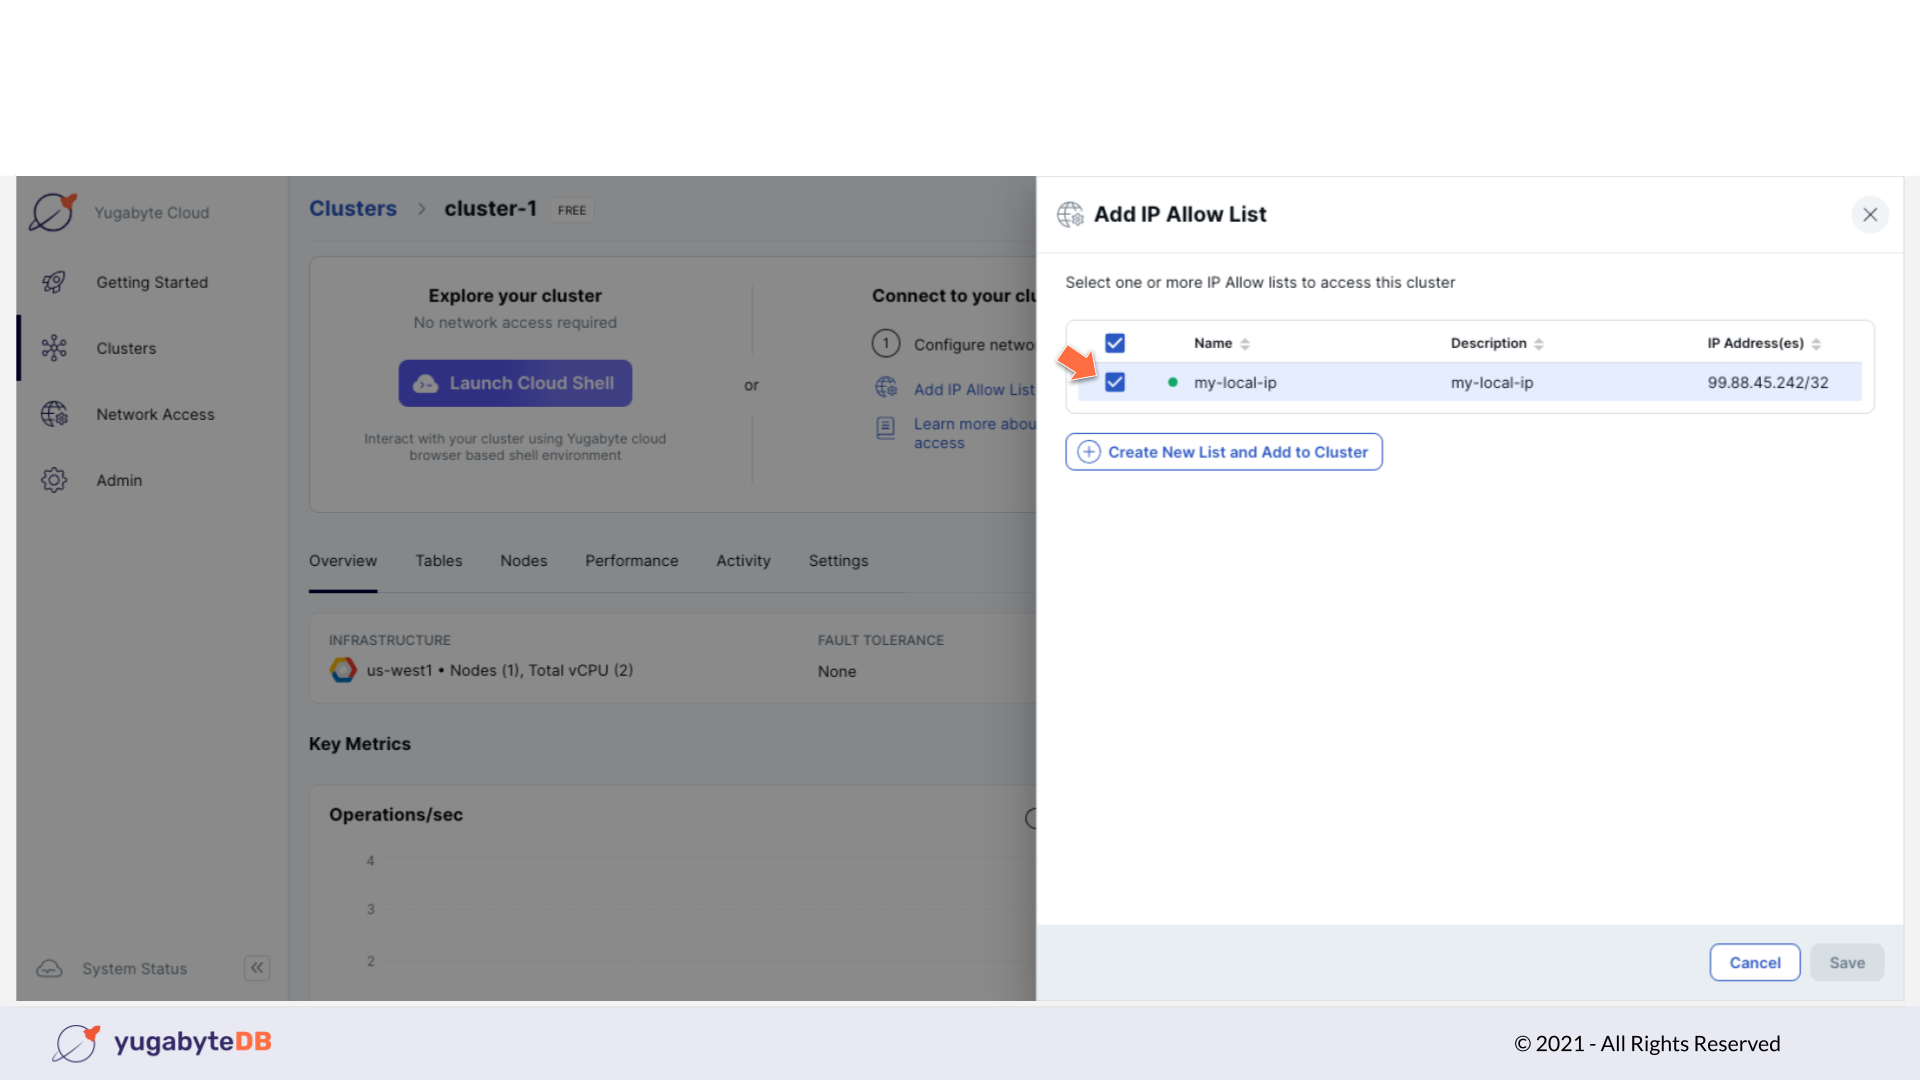 Yugabyte Cloud
Getting Started
Clusters
Network Access
Admin
System Status
Clusters > cluster-1 FREE
Explore your cluster
No network access required
Launch Cloud Shell
Interact with your cluster using Yugabyte cloud
browser based shell environment
or
Connect to your clu
1 Configure netwo
Add IP Allow List
Learn more abou
access
Overview Tables Nodes Performance Activity Settings
INFRASTRUCTURE
us-west1 • Nodes (1), Total vCPU (2)
FAULT TOLERANCE
None
Key Metrics
Operations/sec
4
3
2
Add IP Allow List
Select one or more IP Allow lists to access this cluster
Name Description IP Address(es)
my-local-ip my-local-ip 99.88.45.242/32
Create New List and Add to Cluster
Cancel Save
yugabyteDB
© 2021 - All Rights Reserved